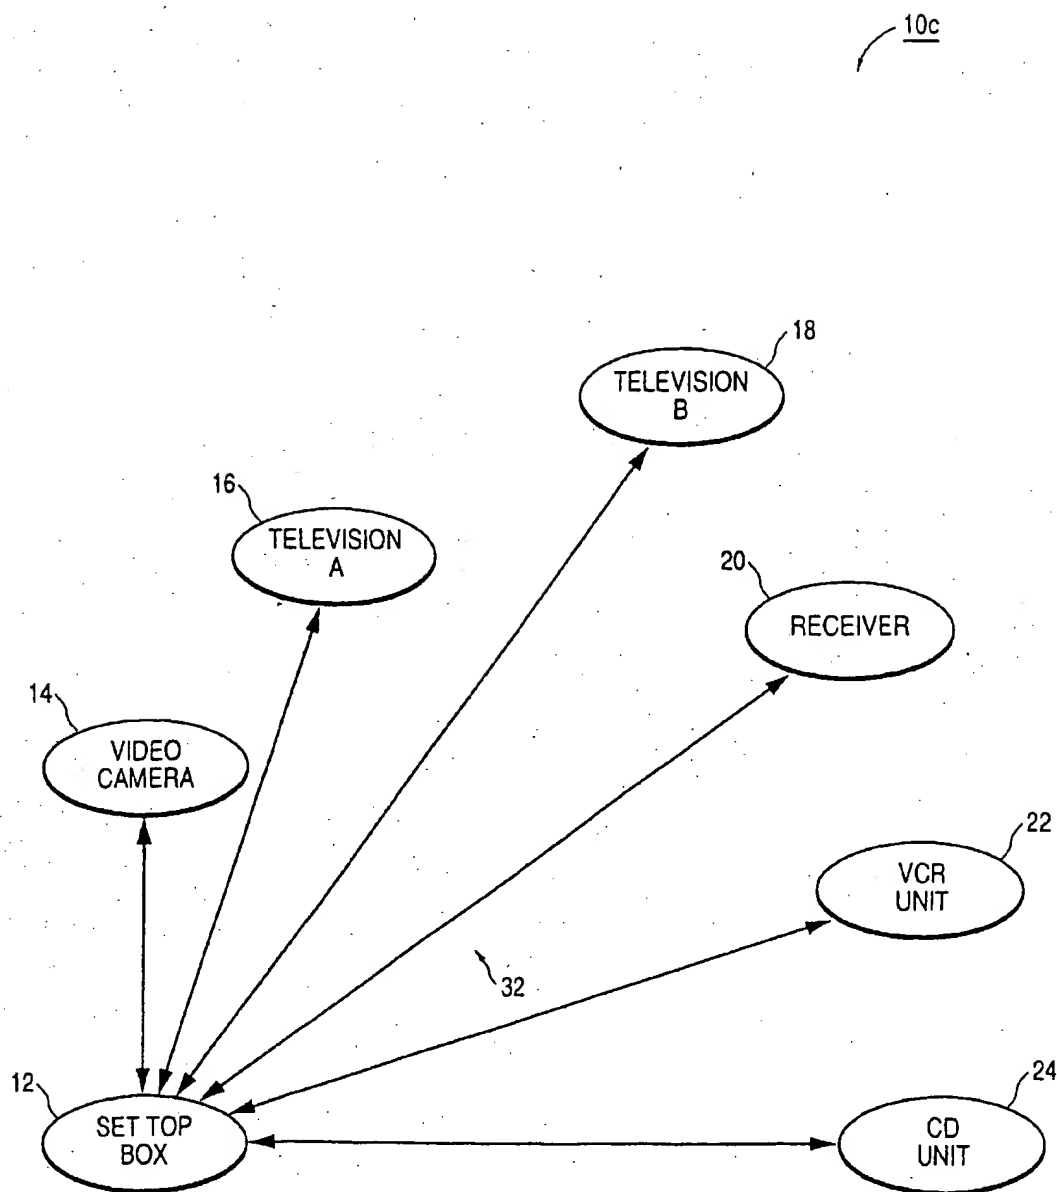 10c
18
TELEVISION
B
16
TELEVISION
A
20
RECEIVER
14
VIDEO
CAMERA
22
VCR
UNIT
32
12
SET TOP
BOX
24
CD
UNIT